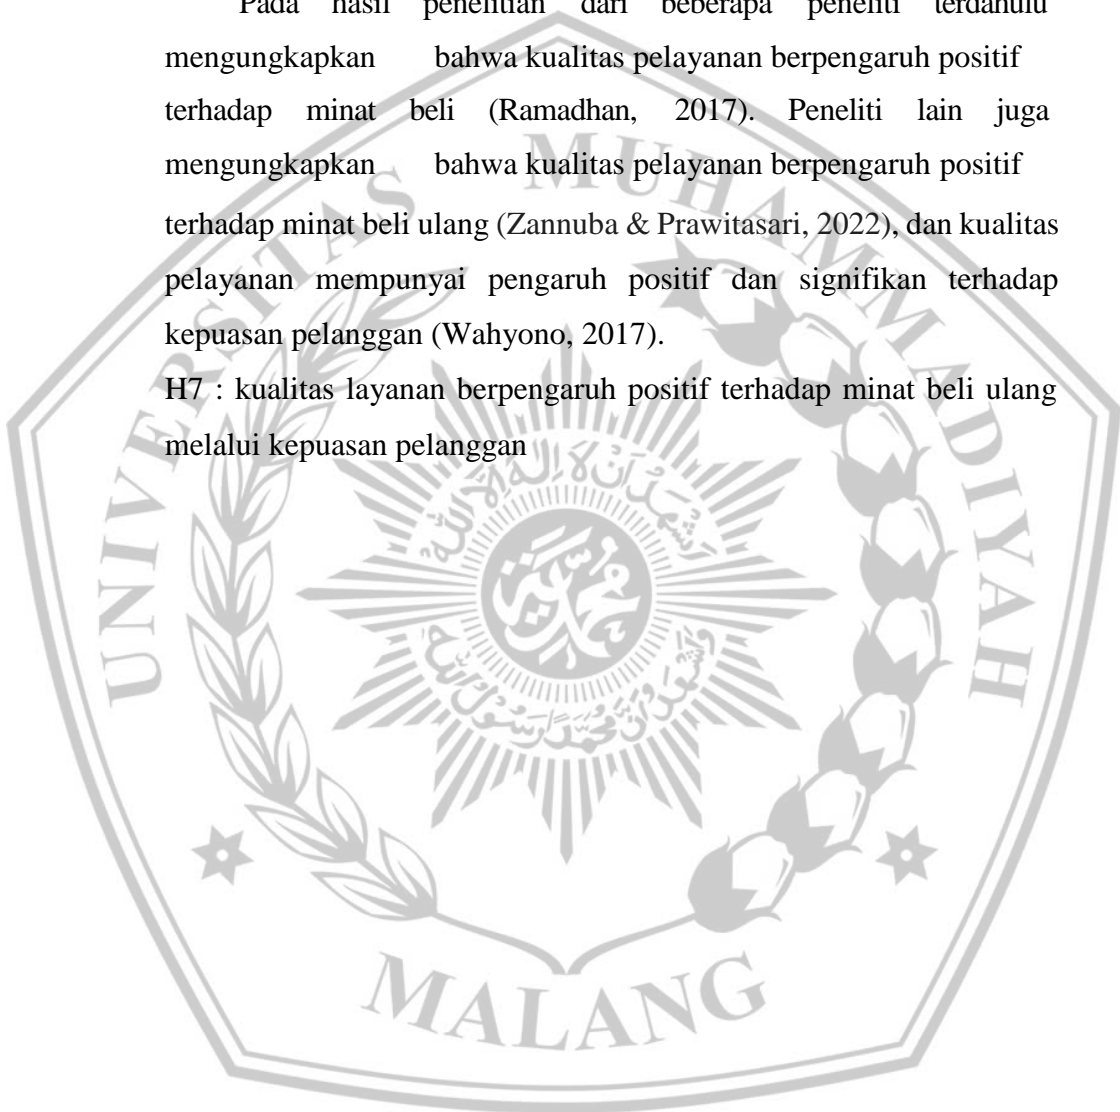 Pada hasil penelitian dari beberapa peneliti terdahulu
mengungkapkan bahwa kualitas pelayanan berpengaruh positif
terhadap minat beli (Ramadhan, 2017). Peneliti lain juga
mengungkapkan bahwa kualitas pelayanan berpengaruh positif
terhadap minat beli ulang (Zannuba & Prawitasari, 2022), dan kualitas
pelayanan mempunyai pengaruh positif dan signifikan terhadap
kepuasan pelanggan (Wahyono, 2017).
H7 : kualitas layanan berpengaruh positif terhadap minat beli ulang
melalui kepuasan pelanggan
UNIVERSITAS MUHAMMADIYAH
MALANG